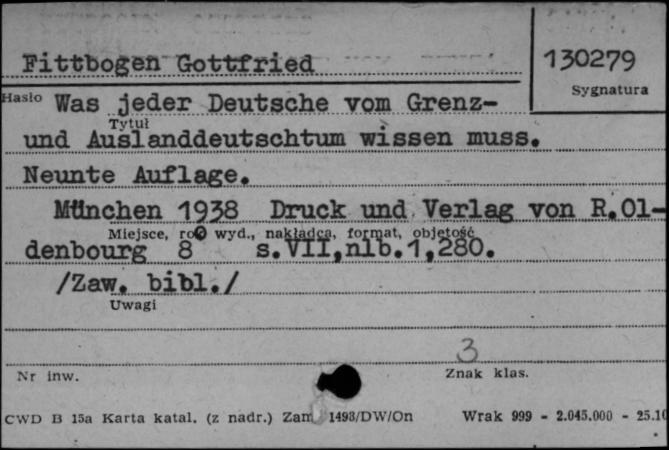 Fittbogen Gottfried
130279
Hasło
Sygnatura
Was jeder Deutsche vom Grenz-
Tytuł
und Auslanddeutschtum wissen muss.
Neunte Auflage.
München 1938 Druck und Verlag von R.Ol-
Miejsce, rok wyd., nakładca, format, objętość
denbourg 8° s.VII,nlb.1,280.
/Zaw. bibl./
Uwagi
3
Nr inw.
Znak klas.
CWD B 15a Karta katal. (z nadr.) Zam. 1493/DW/On Wrak 999 - 2.045.000 - 25.10